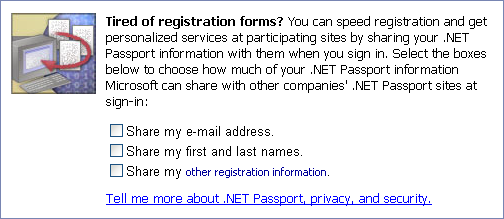 Tired of registration forms? You can speed registration and get
personalized services at participating sites by sharing your .NET
Passport information with them when you sign in. Select the boxes
below to choose how much of your .NET Passport information
Microsoft can share with other companies' .NET Passport sites at
sign-in:
Share my e-mail address.
Share my first and last names.
Share my other registration information.
Tell me more about .NET Passport, privacy, and security.